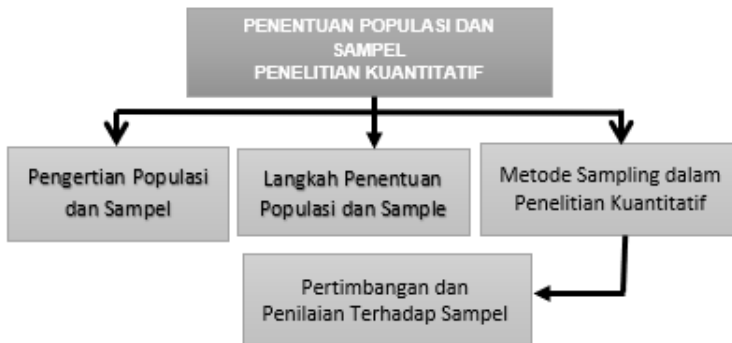 PENENTUAN POPULASI DAN
SAMPEL
PENELITIAN KUANTITATIF
Pengertian Populasi
dan Sampel
Langkah Penentuan
Populasi dan Sample
Metode Sampling dalam
Penelitian Kuantitatif
Pertimbangan dan
Penilaian Terhadap Sampel